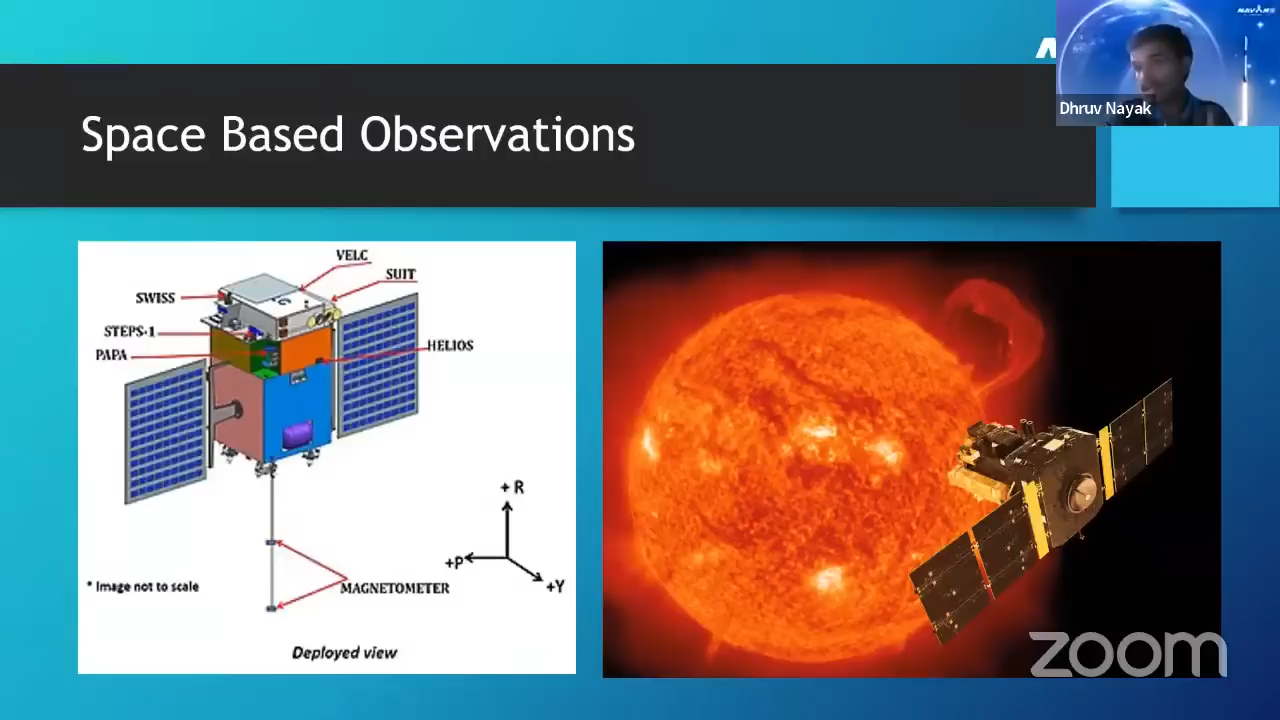 NAVARS
Dhruv Nayak
Space Based Observations
VELC
SUIT
SWISS
STEPS-1
PAPA
HELIOS
+ R
+P
+Y
MAGNETOMETER
* Image not to scale
Deployed view
zoom